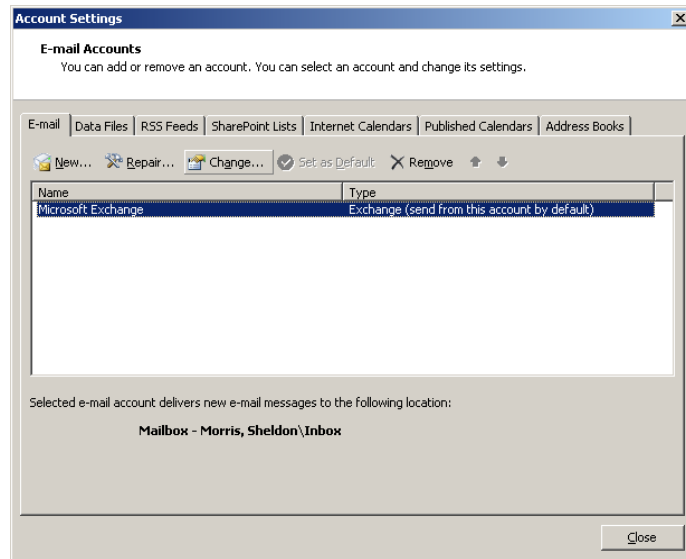 Account Settings
E-mail Accounts
You can add or remove an account. You can select an account and change its settings.
E-mail Data Files RSS Feeds SharePoint Lists Internet Calendars Published Calendars Address Books
New... Repair... Change... Set as Default Remove
Name Type
Microsoft Exchange Exchange (send from this account by default)
Selected e-mail account delivers new e-mail messages to the following location:
Mailbox - Morris, Sheldon\Inbox
Close